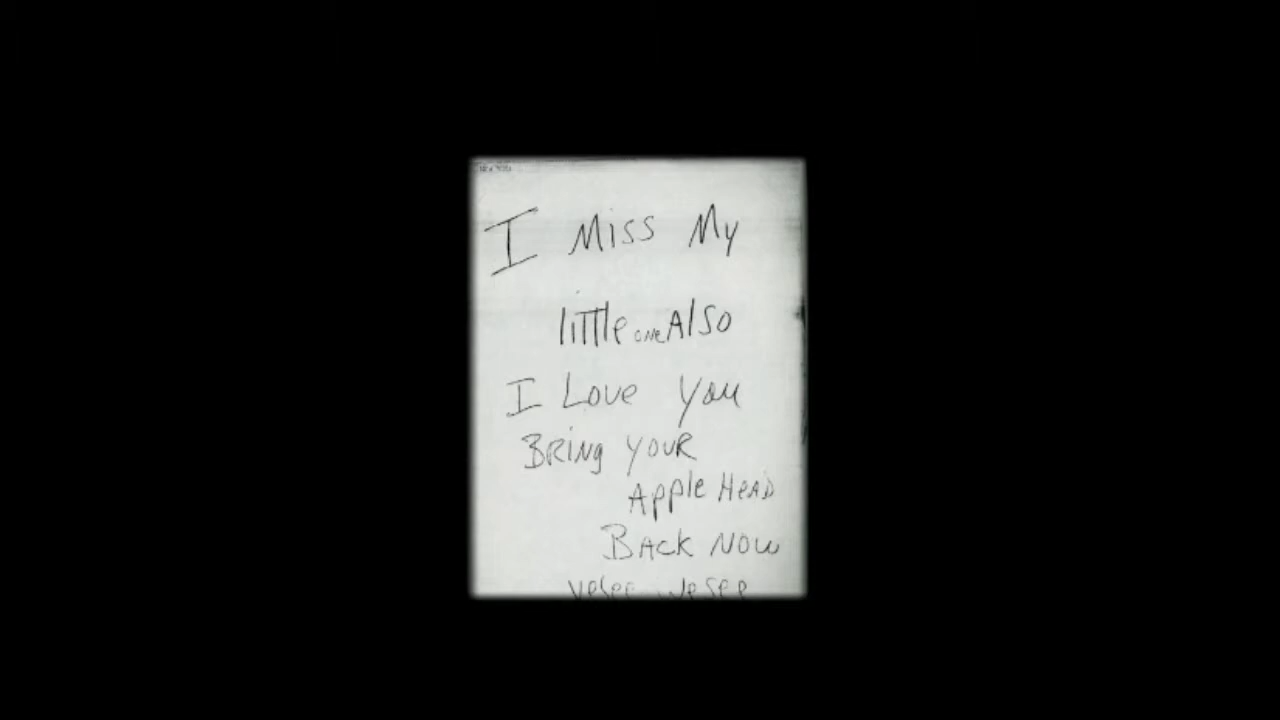 I Miss My
little one Also
I Love You
BRiNg YOUR
Apple HeAD
BAck NOW